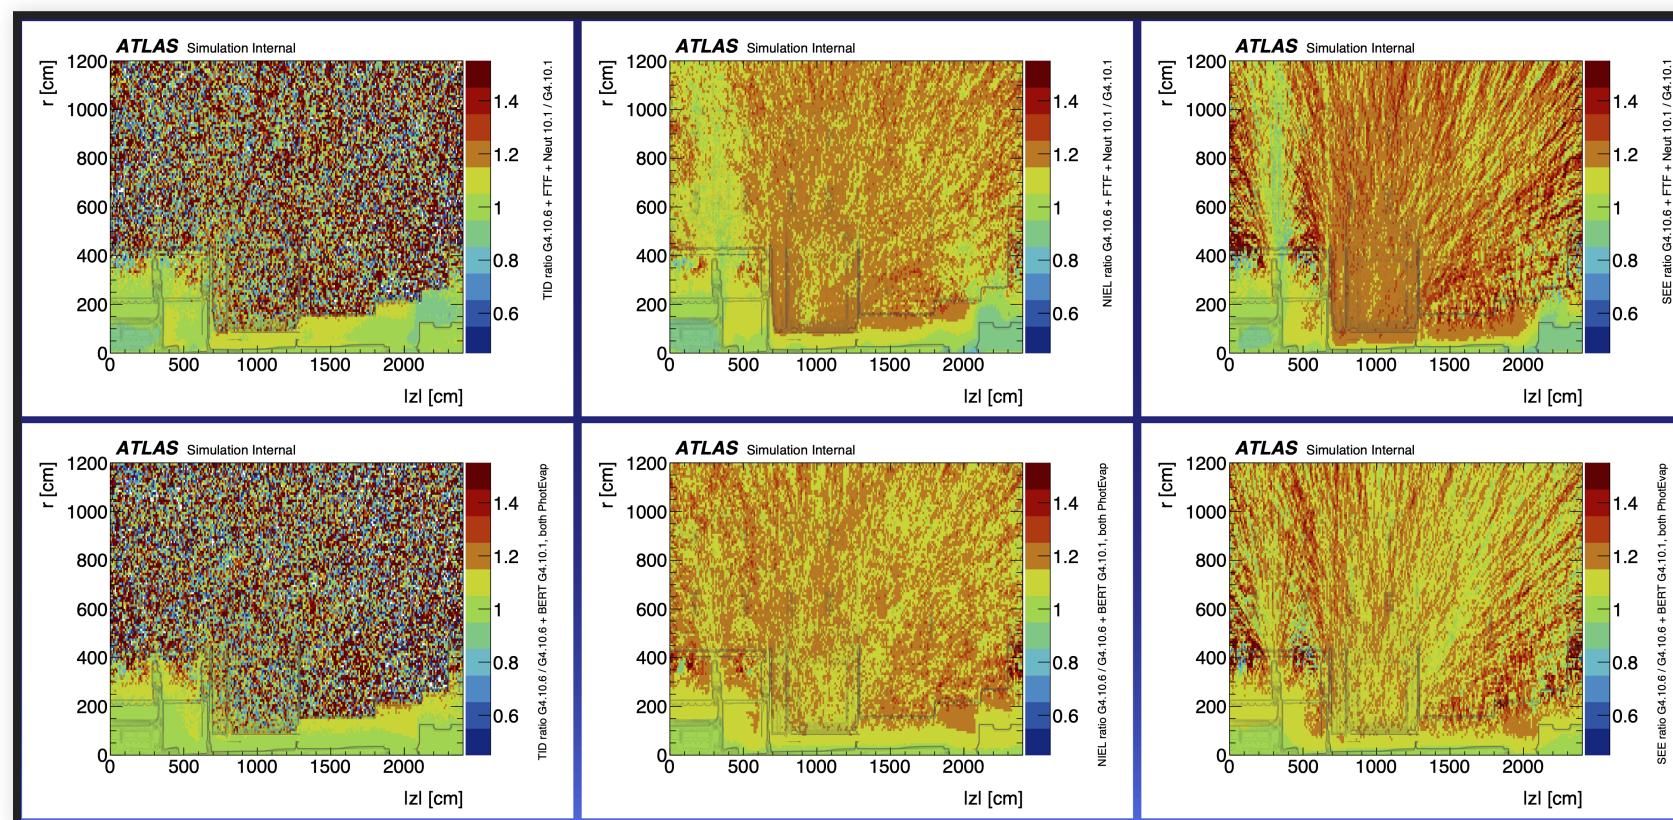 ATLAS Simulation Internal
r [cm]
1200
1000
800
600
400
200
0
0 500 1000 1500 2000
|z| [cm]
1.4
1.2
1
0.8
0.6
TID ratio G4.10.6 + FTF + Neut 10.1 / G4.10.1
ATLAS Simulation Internal
r [cm]
1200
1000
800
600
400
200
0
0 500 1000 1500 2000
|z| [cm]
1.4
1.2
1
0.8
0.6
NIEL ratio G4.10.6 + FTF + Neut 10.1 / G4.10.1
ATLAS Simulation Internal
r [cm]
1200
1000
800
600
400
200
0
0 500 1000 1500 2000
|z| [cm]
1.4
1.2
1
0.8
0.6
SEE ratio G4.10.6 + FTF + Neut 10.1 / G4.10.1
ATLAS Simulation Internal
r [cm]
1200
1000
800
600
400
200
0
0 500 1000 1500 2000
|z| [cm]
1.4
1.2
1
0.8
0.6
TID ratio G4.10.6 / G4.10.6 + BERT G4.10.1, both PhotEvap
ATLAS Simulation Internal
r [cm]
1200
1000
800
600
400
200
0
0 500 1000 1500 2000
|z| [cm]
1.4
1.2
1
0.8
0.6
NIEL ratio G4.10.6 / G4.10.6 + BERT G4.10.1, both PhotEvap
ATLAS Simulation Internal
r [cm]
1200
1000
800
600
400
200
0
0 500 1000 1500 2000
|z| [cm]
1.4
1.2
1
0.8
0.6
SEE ratio G4.10.6 / G4.10.6 + BERT G4.10.1, both PhotEvap